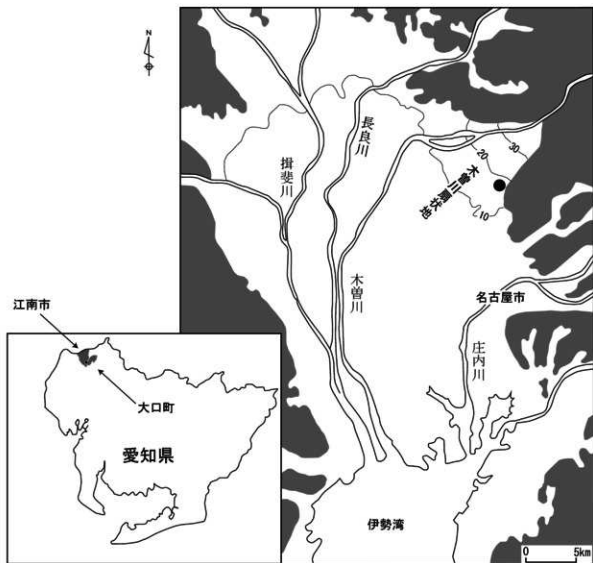 N
長良川
揖斐川
30
20
10
木曽川扇状地
木曽川
名古屋市
庄内川
伊勢湾
0 5km
江南市
大口町
愛知県